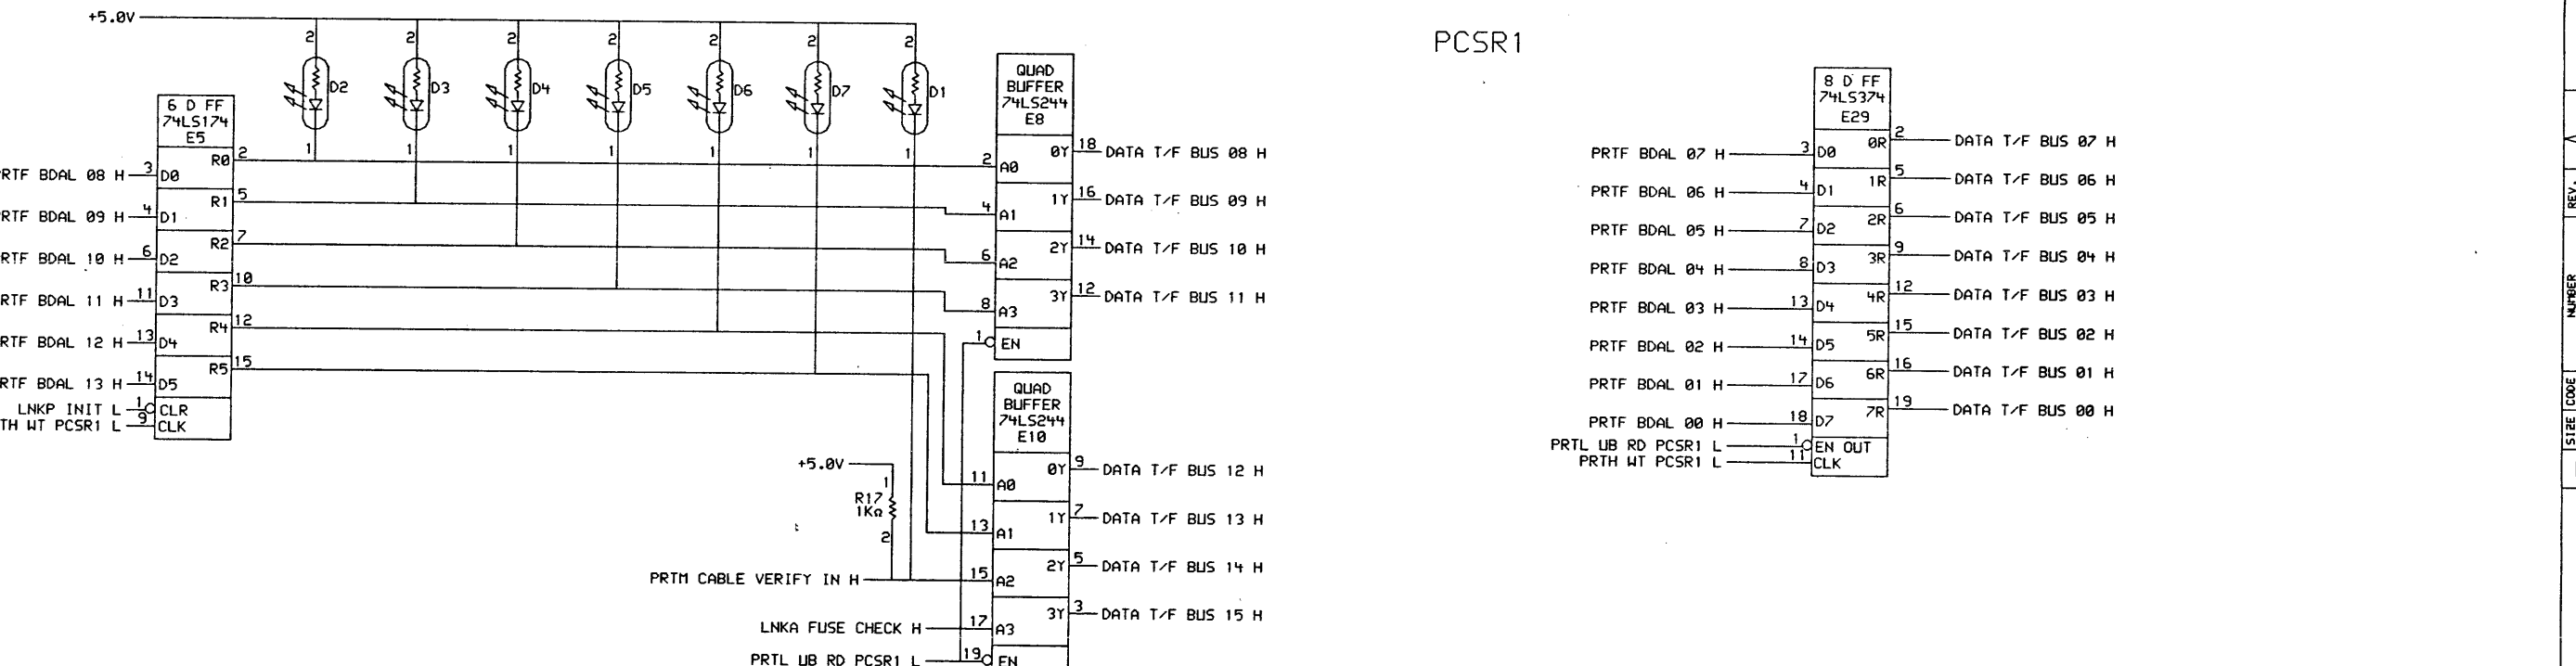 +5.0V
PCSR1
2
2
2
2
2
2
2
D2
D3
D4
D5
D6
D7
D1
1
1
1
1
1
1
1
6 D FF
74LS174
E5
RTF BDAL 08 H 3 D0 R0 2
RTF BDAL 09 H 4 D1 R1 5
RTF BDAL 10 H 6 D2 R2 7
RTF BDAL 11 H 11 D3 R3 10
RTF BDAL 12 H 13 D4 R4 12
RTF BDAL 13 H 14 D5 R5 15
LNKP INIT L 1 CLR
TH WT PCSR1 L 9 CLK
QUAD
BUFFER
74LS244
E8
2 A0 0Y 18 DATA T/F BUS 08 H
4 A1 1Y 16 DATA T/F BUS 09 H
6 A2 2Y 14 DATA T/F BUS 10 H
8 A3 3Y 12 DATA T/F BUS 11 H
1 EN
QUAD
BUFFER
74LS244
E10
+5.0V
1
R17
1KΩ
2
11 A0 0Y 9 DATA T/F BUS 12 H
13 A1 1Y 7 DATA T/F BUS 13 H
PRTM CABLE VERIFY IN H 15 A2 2Y 5 DATA T/F BUS 14 H
LNKA FUSE CHECK H 17 A3 3Y 3 DATA T/F BUS 15 H
PRTL UB RD PCSR1 L 19 EN
8 D FF
74LS374
E29
PRTF BDAL 07 H 3 D0 0R 2 DATA T/F BUS 07 H
PRTF BDAL 06 H 4 D1 1R 5 DATA T/F BUS 06 H
PRTF BDAL 05 H 7 D2 2R 6 DATA T/F BUS 05 H
PRTF BDAL 04 H 8 D3 3R 9 DATA T/F BUS 04 H
PRTF BDAL 03 H 13 D4 4R 12 DATA T/F BUS 03 H
PRTF BDAL 02 H 14 D5 5R 15 DATA T/F BUS 02 H
PRTF BDAL 01 H 17 D6 6R 16 DATA T/F BUS 01 H
PRTF BDAL 00 H 18 D7 7R 19 DATA T/F BUS 00 H
PRTL UB RD PCSR1 L 1 EN OUT
PRTH WT PCSR1 L 11 CLK
REV.
NUMBER
SIZE CODE